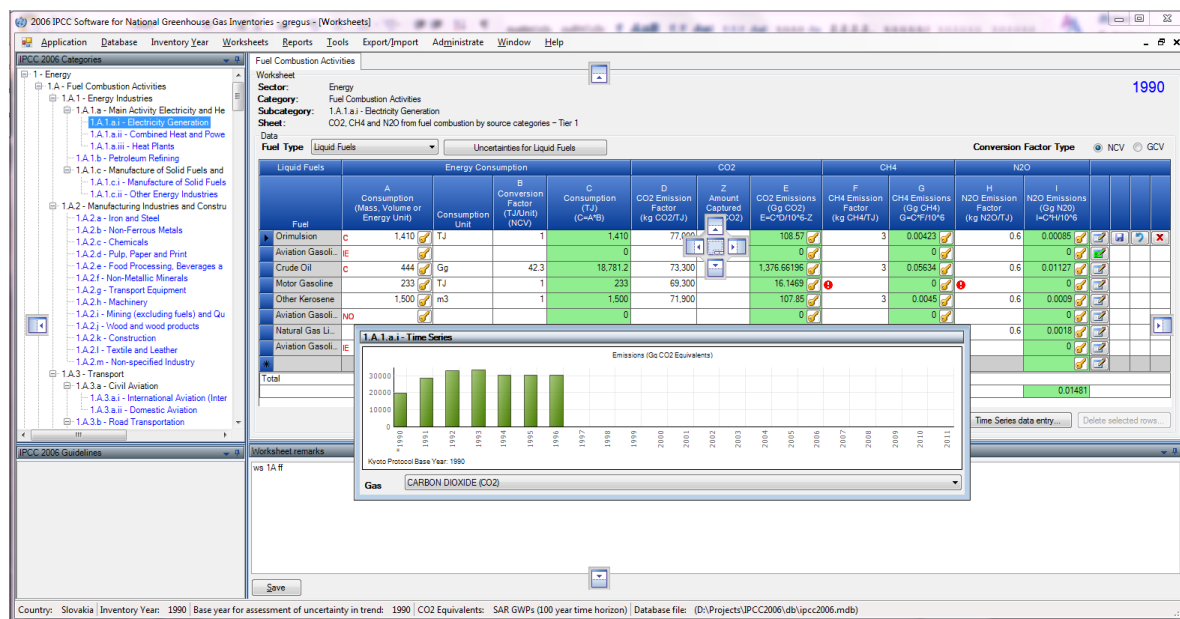 2006 IPCC Software for National Greenhouse Gas Inventories - gregus - [Worksheets]
Application Database Inventory Year Worksheets Reports Tools Export/Import Administrate Window Help
IPCC 2006 Categories
1 - Energy
1.A - Fuel Combustion Activities
1.A.1 - Energy Industries
1.A.1.a - Main Activity Electricity and He
1.A.1.a.i - Electricity Generation
1.A.1.a.ii - Combined Heat and Powe
1.A.1.a.iii - Heat Plants
1.A.1.b - Petroleum Refining
1.A.1.c - Manufacture of Solid Fuels and
1.A.1.c.i - Manufacture of Solid Fuels
1.A.1.c.ii - Other Energy Industries
1.A.2 - Manufacturing Industries and Constru
1.A.2.a - Iron and Steel
1.A.2.b - Non-Ferrous Metals
1.A.2.c - Chemicals
1.A.2.d - Pulp, Paper and Print
1.A.2.e - Food Processing, Beverages a
1.A.2.f - Non-Metallic Minerals
1.A.2.g - Transport Equipment
1.A.2.h - Machinery
1.A.2.i - Mining (excluding fuels) and Qu
1.A.2.j - Wood and wood products
1.A.2.k - Construction
1.A.2.l - Textile and Leather
1.A.2.m - Non-specified Industry
1.A.3 - Transport
1.A.3.a - Civil Aviation
1.A.3.a.i - International Aviation (Inter
1.A.3.a.ii - Domestic Aviation
1.A.3.b - Road Transportation
IPCC 2006 Guidelines
Fuel Combustion Activities
Worksheet
Sector: Energy
Category: Fuel Combustion Activities
Subcategory: 1.A.1.a.i - Electricity Generation
Sheet: CO2, CH4 and N2O from fuel combustion by source categories - Tier 1
1990
Data
Fuel Type Liquid Fuels Uncertainties for Liquid Fuels Conversion Factor Type NCV GCV
Liquid Fuels Energy Consumption CO2 CH4 N2O
Fuel
A Consumption (Mass, Volume or Energy Unit)
Consumption Unit
B Conversion Factor (TJ/Unit) (NCV)
C Consumption (TJ) (C=A*B)
D CO2 Emission Factor (kg CO2/TJ)
Z Amount Captured CO2)
E CO2 Emissions (Gg CO2) E=C*D/10^6-Z
F CH4 Emission Factor (kg CH4/TJ)
G CH4 Emissions (Gg CH4) G=C*F/10^6
H N2O Emission Factor (kg N2O/TJ)
I N2O Emissions (Gg N2O) I=C*H/10^6
Orimulsion C 1,410 TJ 1 1,410 77,000 108.57 3 0.00423 0.6 0.00085
Aviation Gasoli.. IE 0 0 0 0
Crude Oil C 444 Gg 42.3 18,781.2 73,300 1,376.66196 3 0.05634 0.6 0.01127
Motor Gasoline 233 TJ 1 233 69,300 16.1469 0 0
Other Kerosene 1,500 m3 1 1,500 71,900 107.85 3 0.0045 0.6 0.0009
Aviation Gasoli.. NO 0 0 0 0
Natural Gas Li.. 0.6 0.0018
Aviation Gasoli.. IE 0
Total
0.01481
Time Series data entry... Delete selected rows...
1.A.1.a.i - Time Series
Emissions (Gg CO2 Equivalents)
30000
20000
10000
0
*1990 1991 1992 1993 1994 1995 1996 1997 1998 1999 2000 2001 2002 2003 2004 2005 2006 2007 2008 2009 2010 2011
Kyoto Protocol Base Year: 1990
Gas CARBON DIOXIDE (CO2)
Worksheet remarks
ws 1A ff
Save
Country: Slovakia Inventory Year: 1990 Base year for assessment of uncertainty in trend: 1990 CO2 Equivalents: SAR GWPs (100 year time horizon) Database file: (D:\Projects\IPCC2006\db\ipcc2006.mdb)